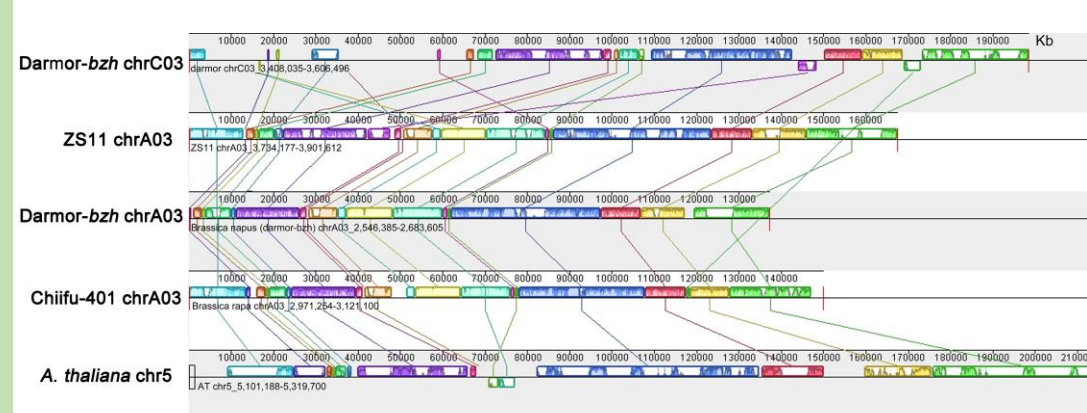 10000 20000 30000 40000 50000 60000 70000 80000 90000 100000 110000 120000 130000 140000 150000 160000 170000 180000 190000 Kb
Darmor-bzh chrC03
darmor chrC03_3,408,035-3,606,496
10000 20000 30000 40000 50000 60000 70000 80000 90000 100000 110000 120000 130000 140000 150000 160000
ZS11 chrA03
ZS11 chrA03_3,734,177-3,901,612
10000 20000 30000 40000 50000 60000 70000 80000 90000 100000 110000 120000 130000
Darmor-bzh chrA03
Brassica napus (darmor-bzh) chrA03_2,546,385-2,683,605
10000 20000 30000 40000 50000 60000 70000 80000 90000 100000 110000 120000 130000 140000
Chiifu-401 chrA03
Brassica rapa chrA03_2,971,254-3,121,100
10000 20000 30000 40000 50000 60000 70000 80000 90000 100000 110000 120000 130000 140000 150000 160000 170000 180000 190000 200000
A. thaliana chr5
AT chr5_5,101,188-5,319,700